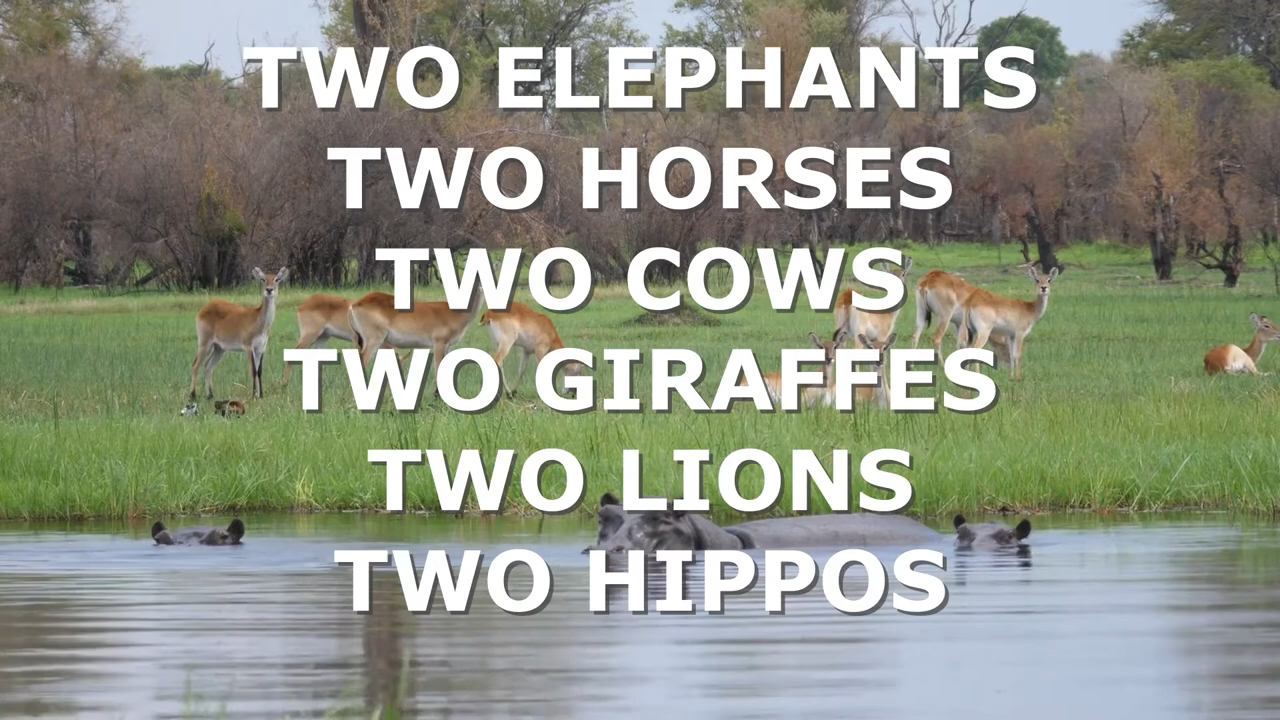 TWO ELEPHANTS
TWO HORSES
TWO COWS
TWO GIRAFFES
TWO LIONS
TWO HIPPOS